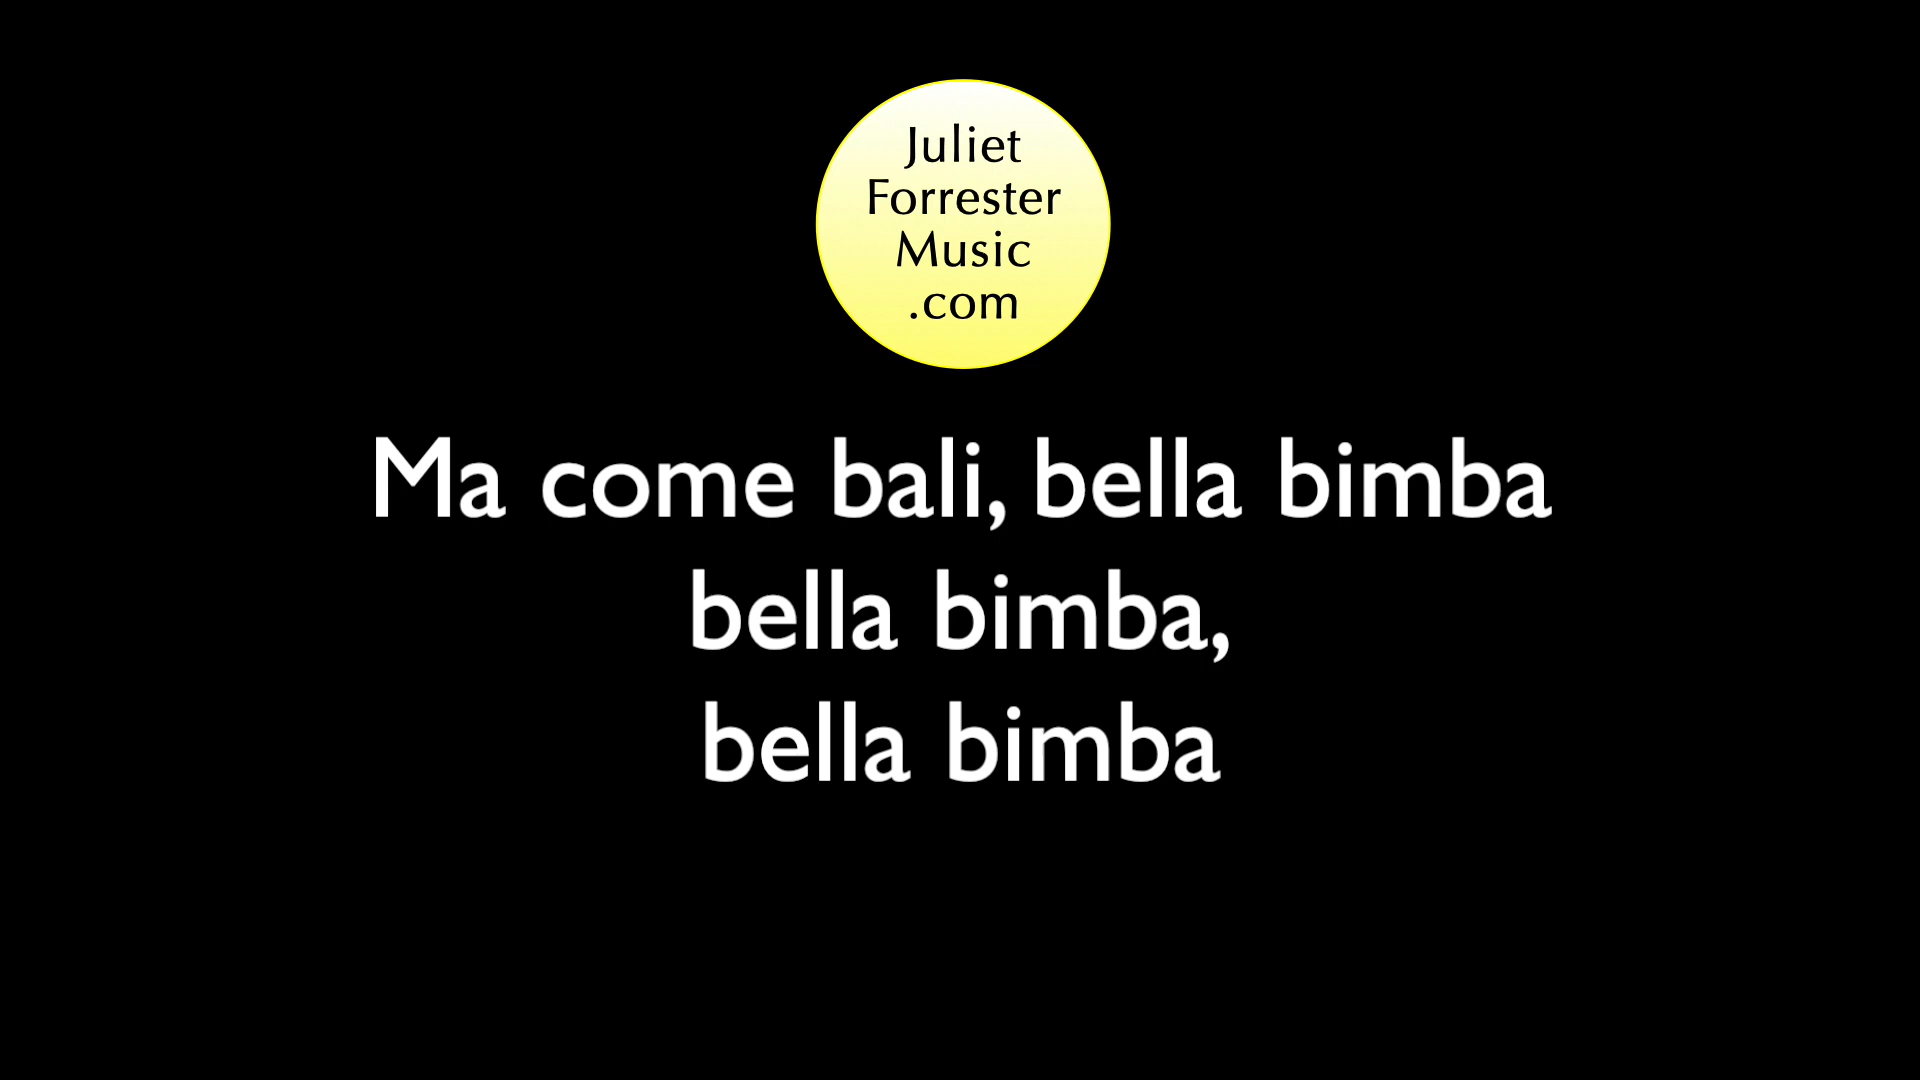 Juliet
Forrester
Music
.com
Ma come bali, bella bimba
bella bimba,
bella bimba